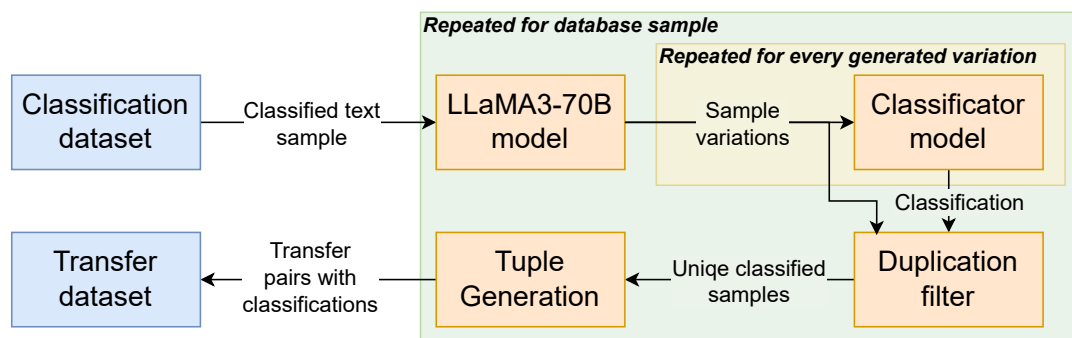 Repeated for database sample
Repeated for every generated variation
Classification
dataset
Classified text
sample
LLaMA3-70B
model
Sample
variations
Classificator
model
Classification
Transfer
dataset
Transfer
pairs with
classifications
Tuple
Generation
Uniqe classified
samples
Duplication
filter